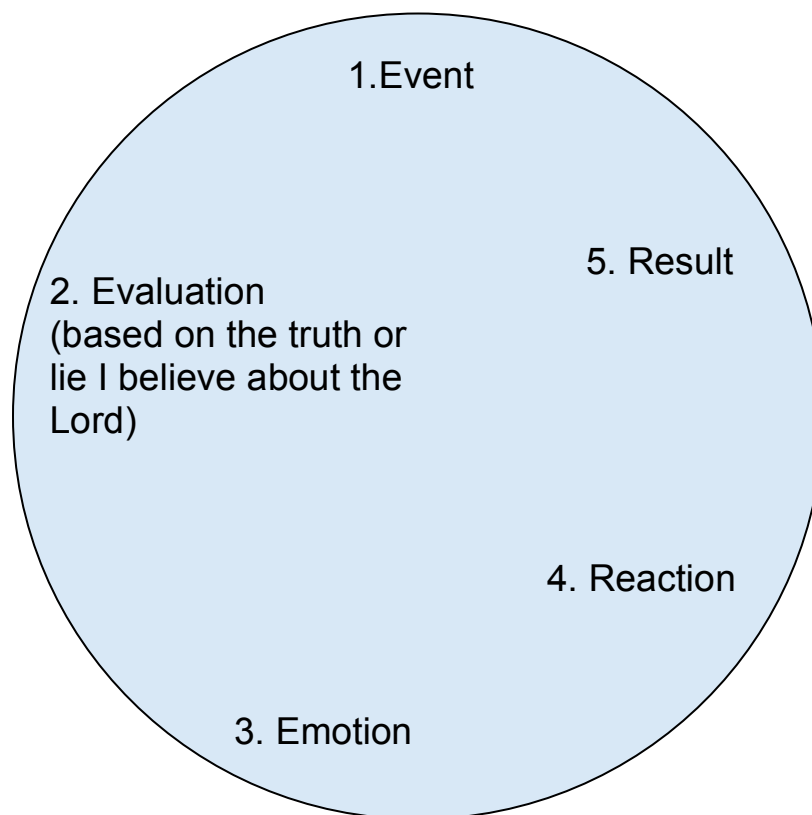 1.Event
5. Result
2. Evaluation
(based on the truth or
lie I believe about the
Lord)
4. Reaction
3. Emotion